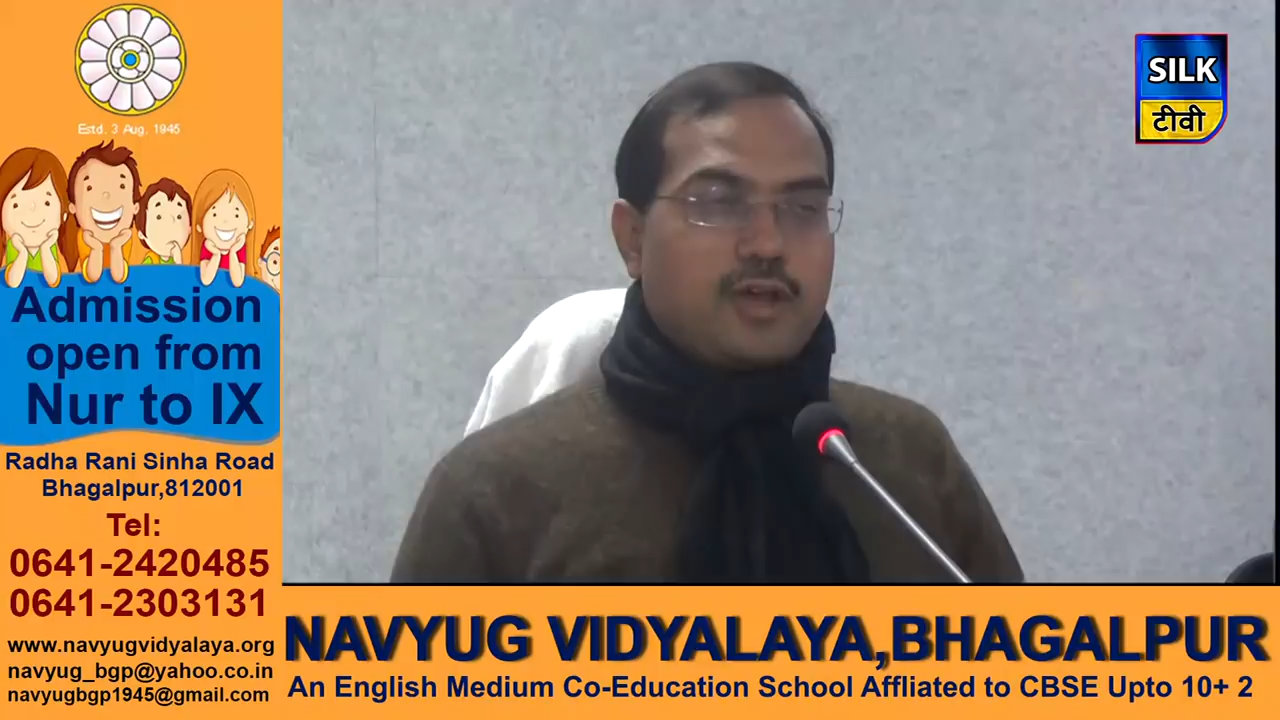 Estd. 3 Aug. 1945
Admission
open from
Nur to IX
Radha Rani Sinha Road
Bhagalpur,812001
Tel:
0641-2420485
0641-2303131
www.navyugvidyalaya.org
navyug_bgp@yahoo.co.in
navyugbgp1945@gmail.com
SILK
टीवी
NAVYUG VIDYALAYA,BHAGALPUR
An English Medium Co-Education School Affliated to CBSE Upto 10+ 2